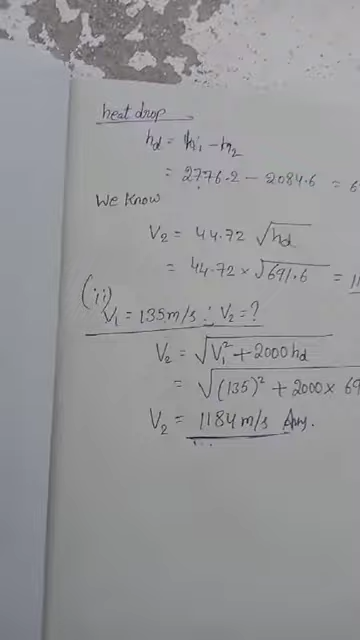 heat drop
hd = h1 - h2
= 2776.2 - 2084.6 = 6
We know
V2 = 44.72 √hd
= 44.72 × √691.6 = 11
(ii)
V1 = 135 m/s ; V2 = ?
V2 = √V1² + 2000 hd
= √(135)² + 2000 × 69
V2 = 1184 m/s Ans.